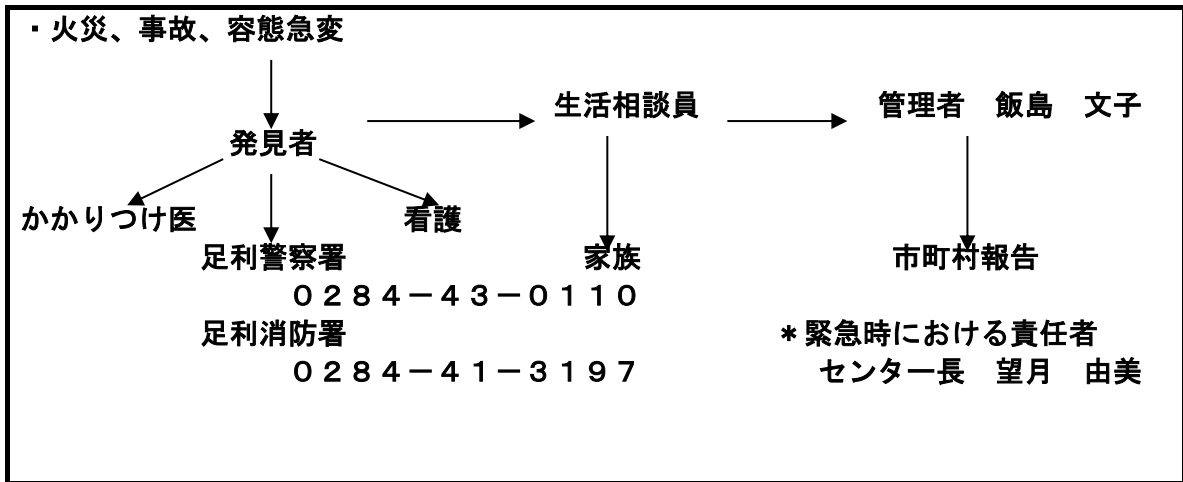 ・火災、事故、容態急変
生活相談員　管理者　飯島　文子
発見者
かかりつけ医　看護
足利警察署　家族　市町村報告
０２８４－４３－０１１０
足利消防署　＊緊急時における責任者
０２８４－４１－３１９７　センター長　望月　由美